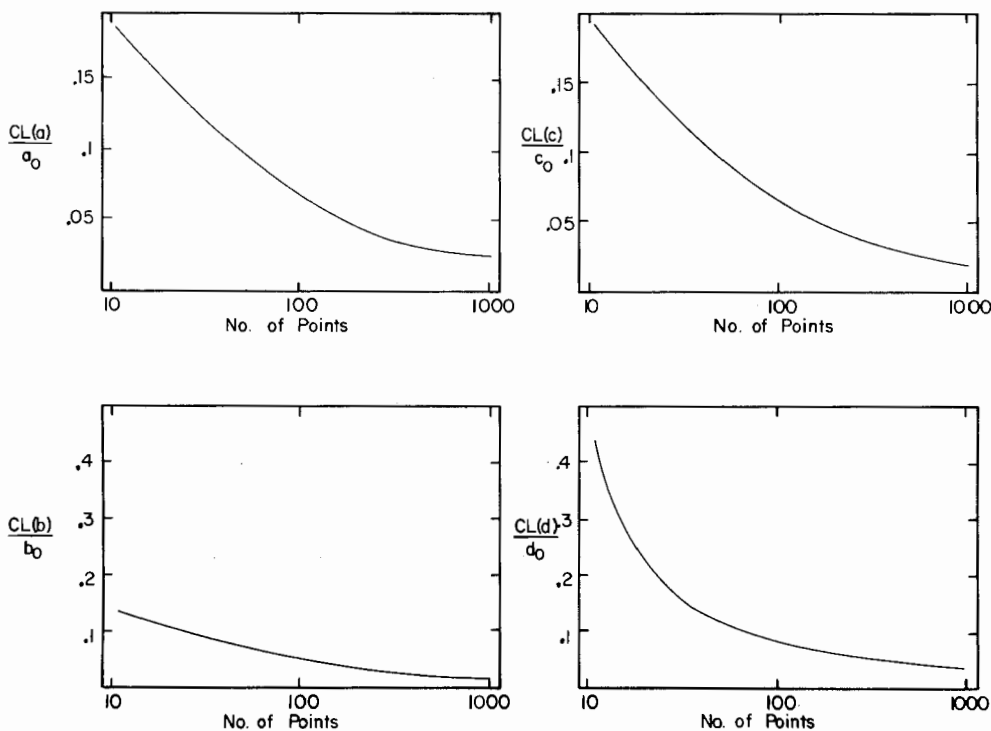 .15
.1
.05
CL(a)
a₀
10 100 1000
No. of Points
.15
.1
.05
CL(c)
c₀
10 100 1000
No. of Points
.4
.3
.2
.1
CL(b)
b₀
10 100 1000
No. of Points
.4
.3
.2
.1
CL(d)
d₀
10 100 1000
No. of Points